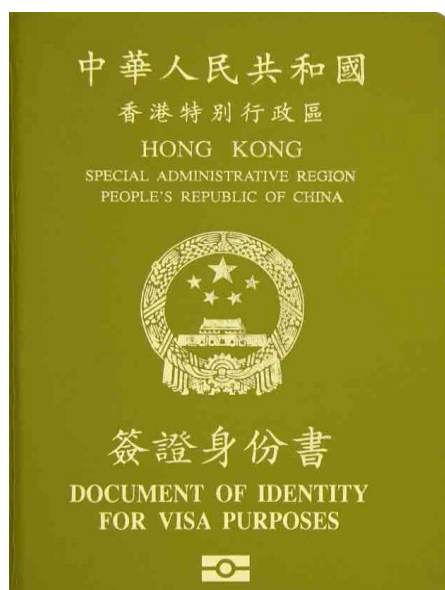 中華人民共和國
香港特別行政區
HONG KONG
SPECIAL ADMINISTRATIVE REGION
PEOPLE'S REPUBLIC OF CHINA
簽證身份書
DOCUMENT OF IDENTITY
FOR VISA PURPOSES